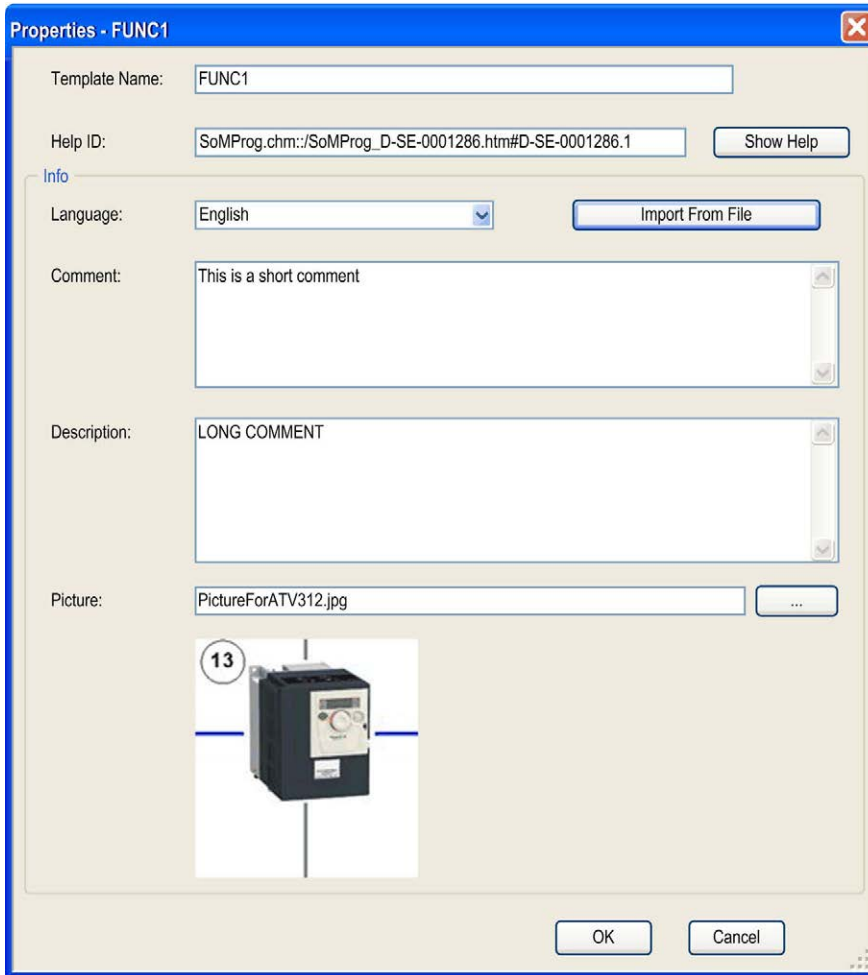 Properties - FUNC1
Template Name: FUNC1
Help ID: SoMProg.chm::/SoMProg_D-SE-0001286.htm#D-SE-0001286.1 Show Help
Info
Language: English Import From File
Comment: This is a short comment
Description: LONG COMMENT
Picture: PictureForATV312.jpg ...
13
OK Cancel